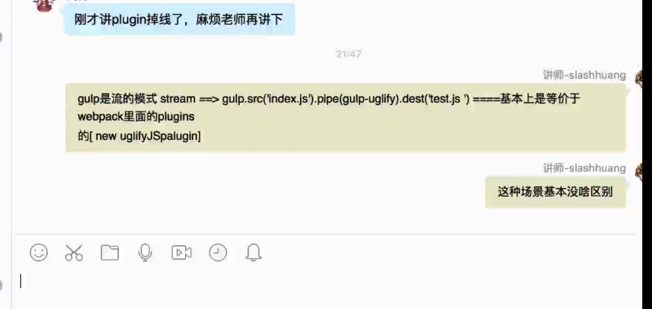 刚才讲plugin掉线了，麻烦老师再讲下
21:47
讲师-slashhuang
gulp是流的模式 stream ==> gulp.src('index.js').pipe(gulp-uglify).dest('test.js ') ====基本上是等价于
webpack里面的plugins
的[ new uglifyJSpalugin]
讲师-slashhuang
这种场景基本没啥区别